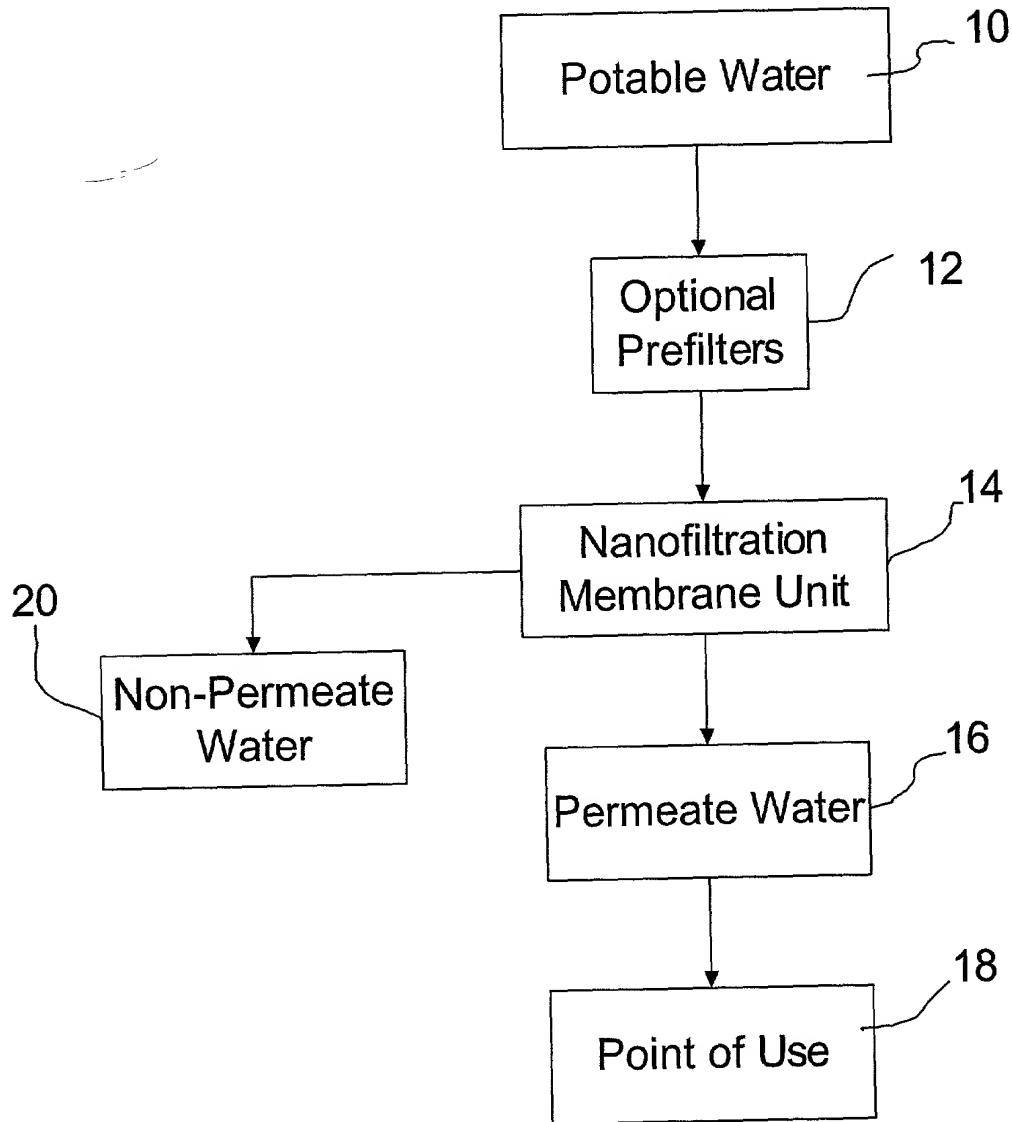 10
Potable Water
12
Optional
Prefilters
14
Nanofiltration
Membrane Unit
20
Non-Permeate
Water
16
Permeate Water
18
Point of Use